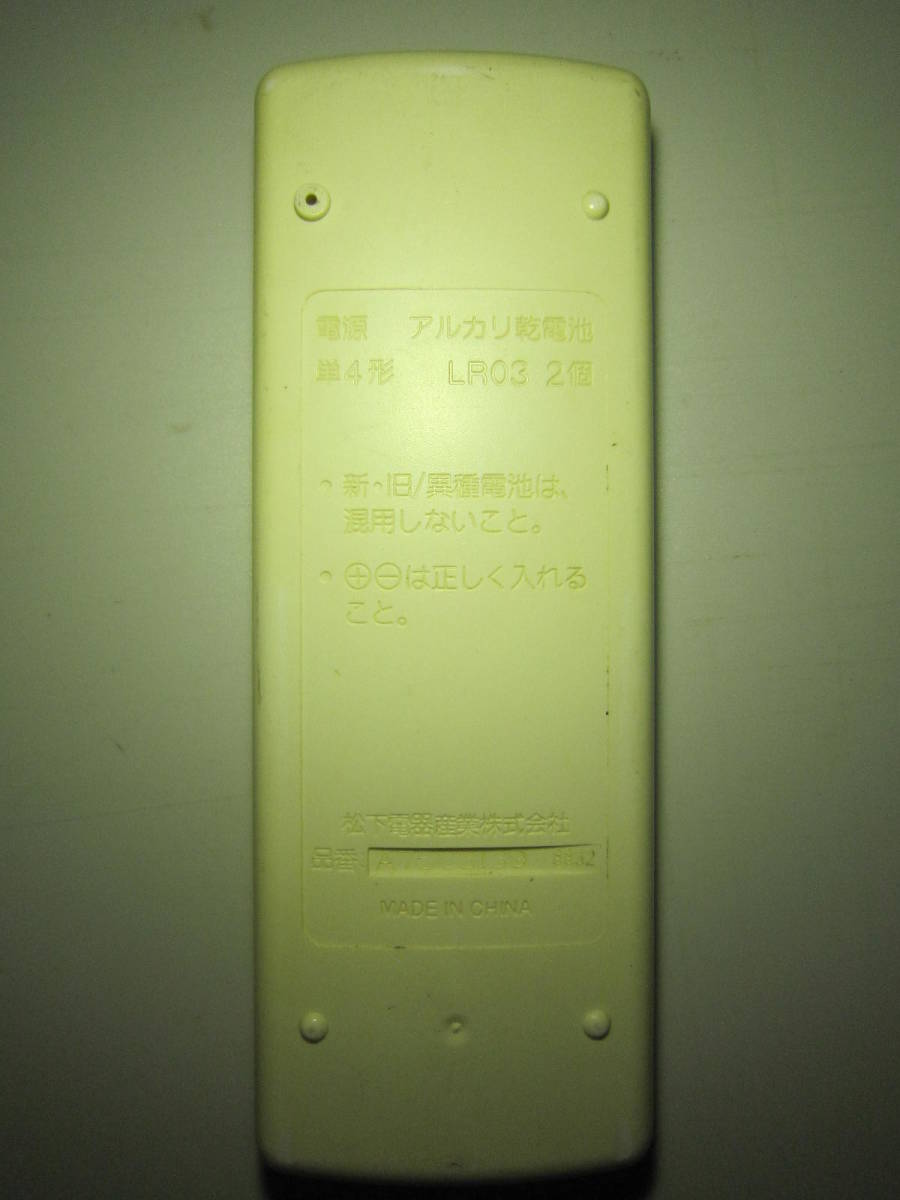 電源 アルカリ乾電池
単4形 LR03 2個
・新・旧/異種電池は、
混用しないこと。
・⊕⊖は正しく入れる
こと。
松下電器産業株式会社
品番
MADE IN CHINA